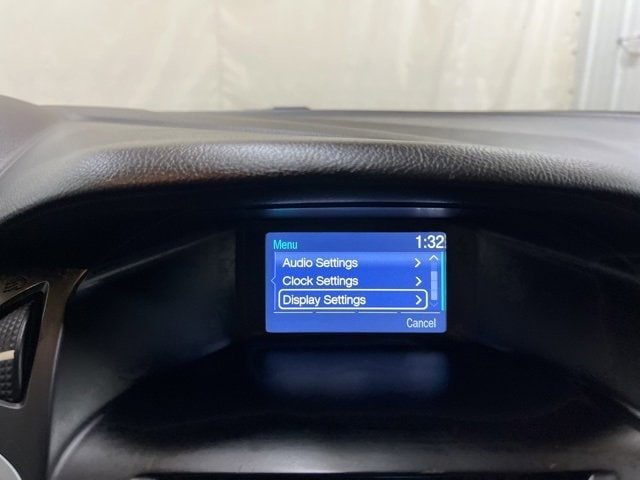 Menu 1:32
Audio Settings >
Clock Settings >
Display Settings >
Cancel